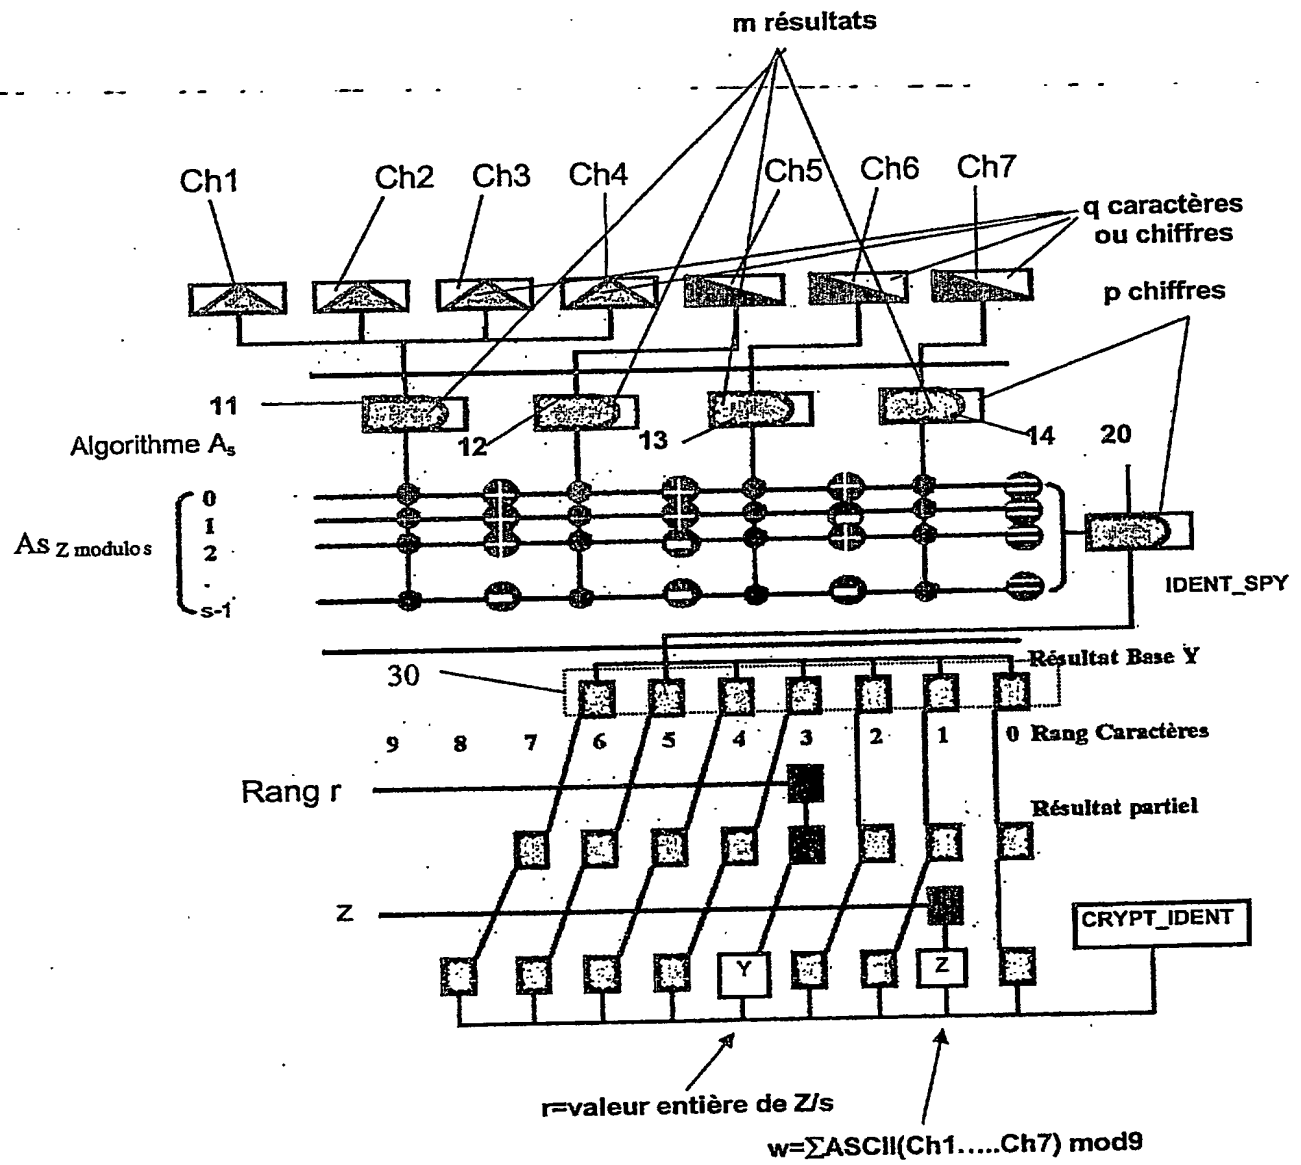 m résultats
Ch1 Ch2 Ch3 Ch4 Ch5 Ch6 Ch7
q caractères
ou chiffres
p chiffres
11
12 13 14 20
Algorithme As
0
1
As Z modulo s
2
.
s-1
IDENT_SPY
Résultat Base Y
30
9 8 7 6 5 4 3 2 1 0 Rang Caractères
Rang r
Résultat partiel
Z
CRYPT_IDENT
Y Z
r=valeur entière de Z/s
w=∑ASCII(Ch1.....Ch7) mod9